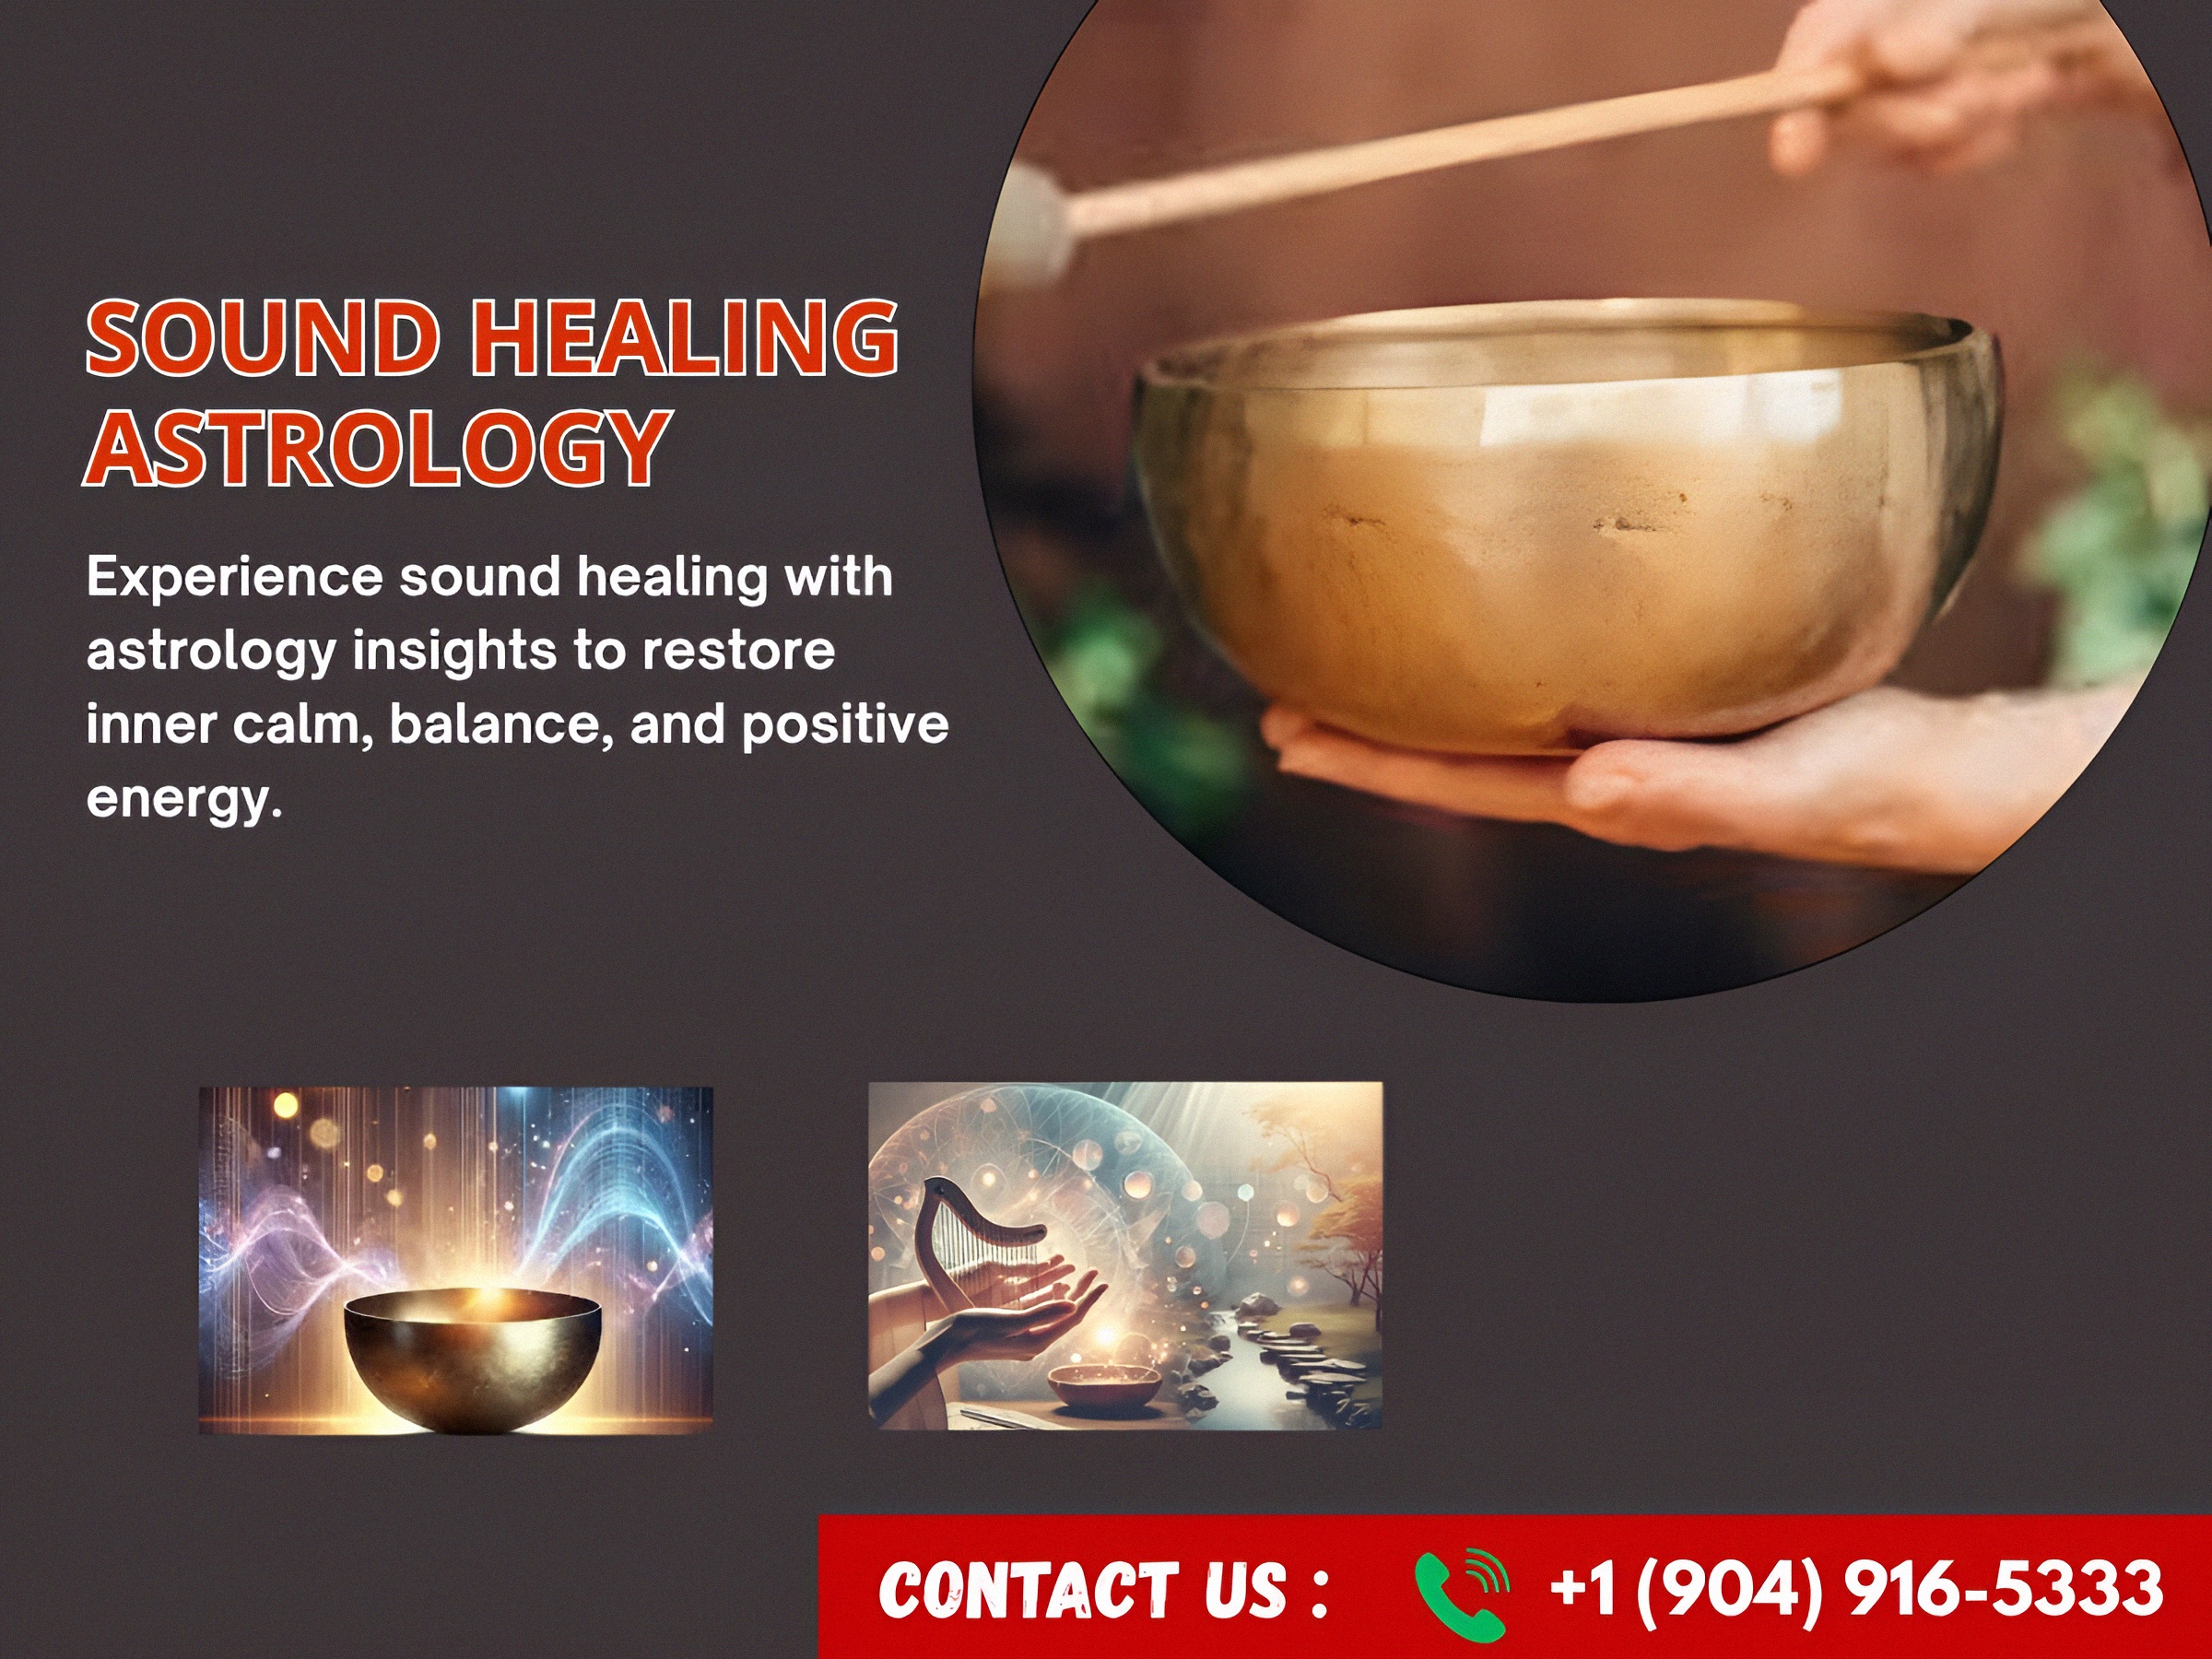 SOUND HEALING
ASTROLOGY
Experience sound healing with
astrology insights to restore
inner calm, balance, and positive
energy.
CONTACT US : +1 (904) 916-5333